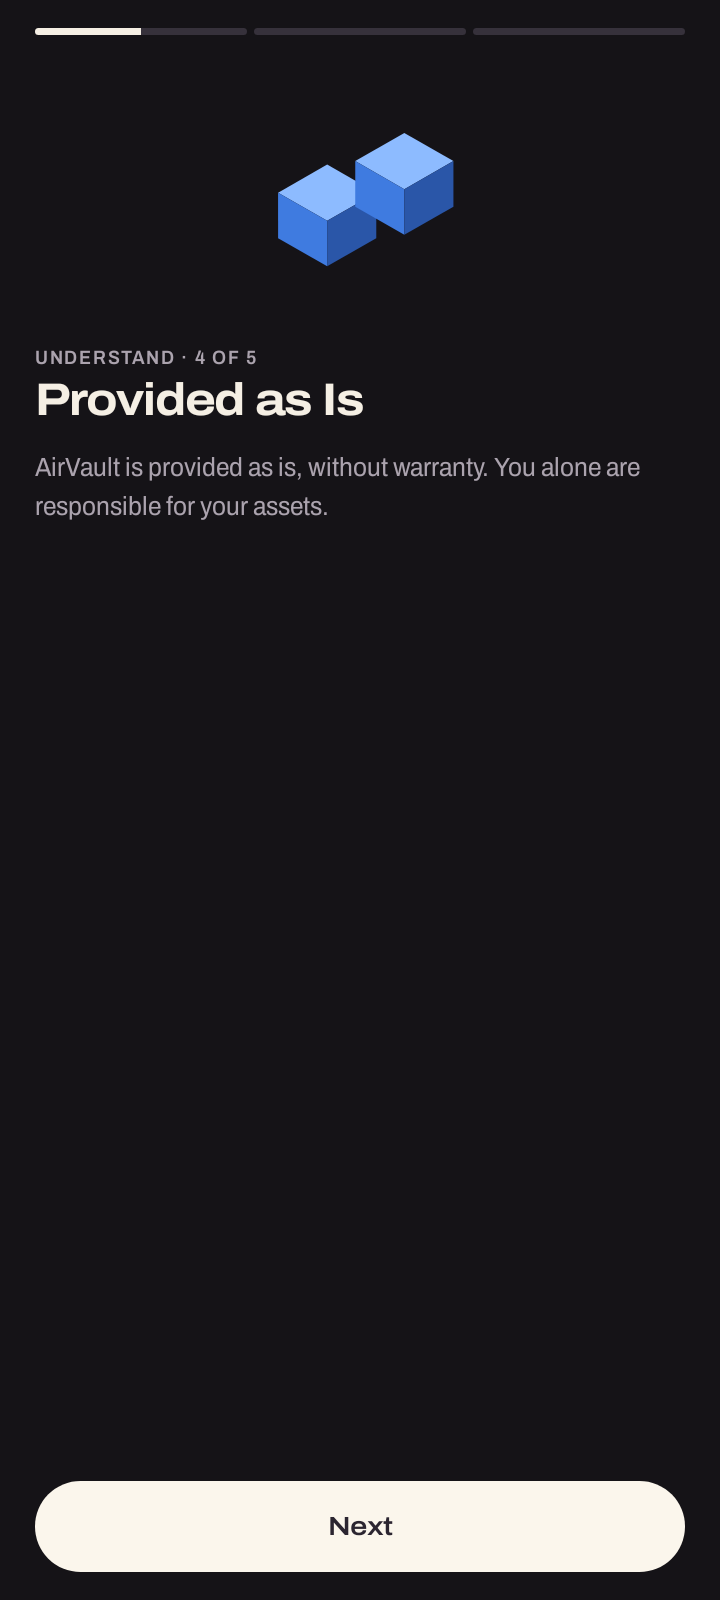 UNDERSTAND · 4 OF 5
Provided as Is
AirVault is provided as is, without warranty. You alone are
responsible for your assets.
Next